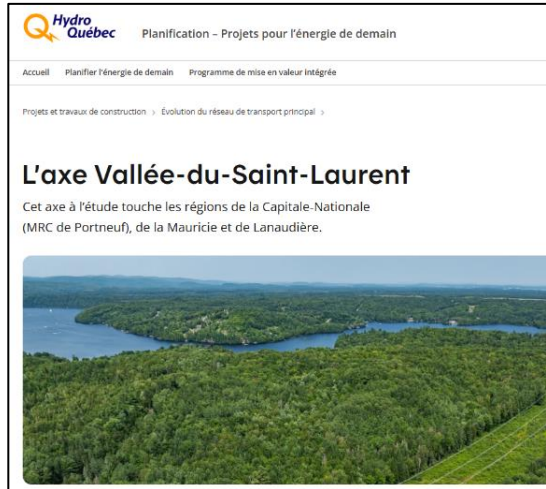 Hydro
Québec
Planification – Projets pour l'énergie de demain
Accueil Planifier l'énergie de demain Programme de mise en valeur intégrée
Projets et travaux de construction > Évolution du réseau de transport principal >
L'axe Vallée-du-Saint-Laurent
Cet axe à l'étude touche les régions de la Capitale-Nationale
(MRC de Portneuf), de la Mauricie et de Lanaudière.